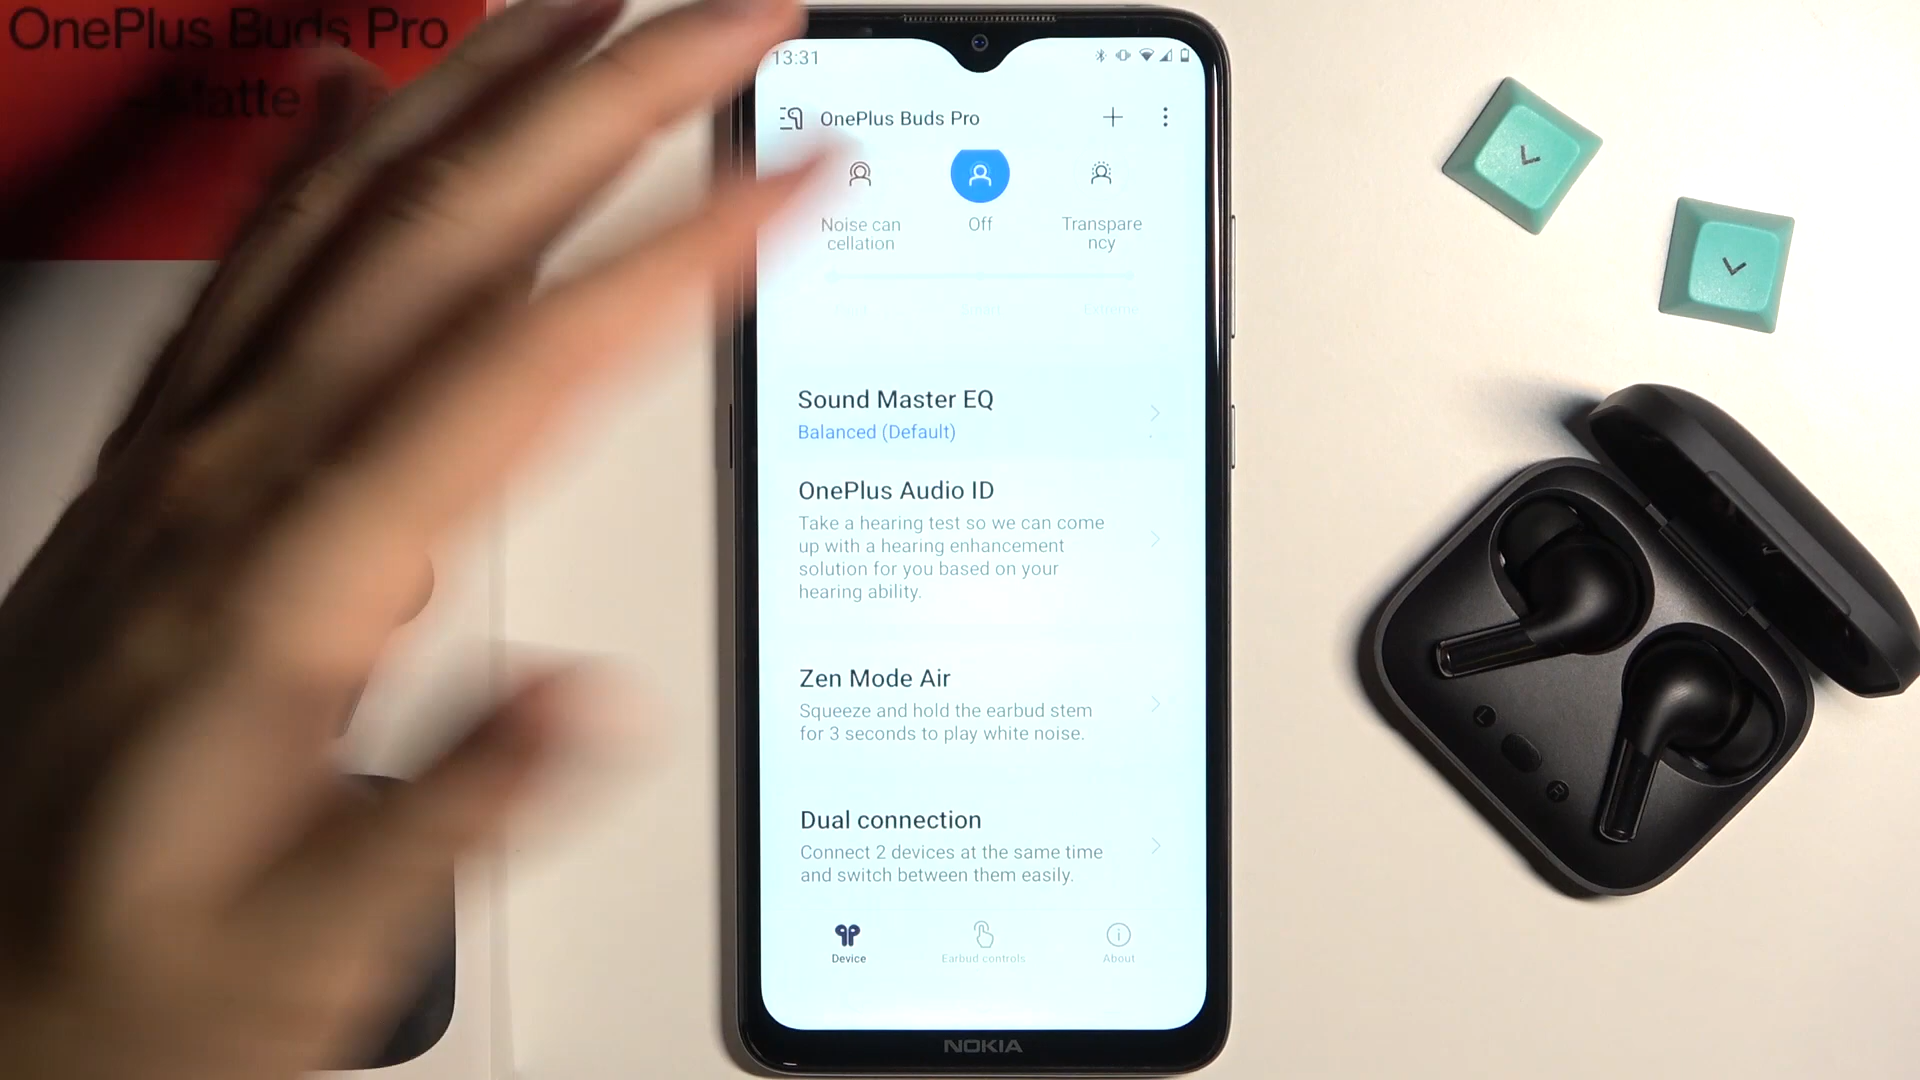 OnePlus Buds Pro
Matte
13:31
OnePlus Buds Pro
Noise can
cellation
Off
Transpare
ncy
Smart
Extreme
Sound Master EQ
Balanced (Default)
OnePlus Audio ID
Take a hearing test so we can come
up with a hearing enhancement
solution for you based on your
hearing ability.
Zen Mode Air
Squeeze and hold the earbud stem
for 3 seconds to play white noise.
Dual connection
Connect 2 devices at the same time
and switch between them easily.
Device
Earbud controls
About
NOKIA
L
R